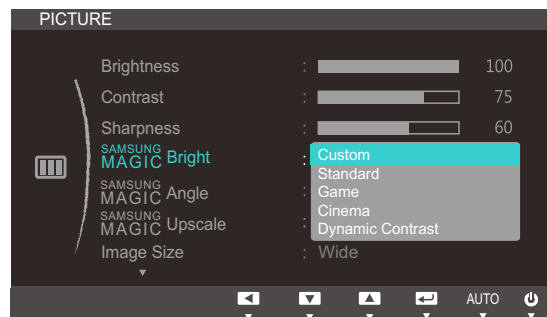 PICTURE
Brightness : 100
Contrast : 75
Sharpness : 60
SAMSUNG MAGIC Bright : Custom
Standard
SAMSUNG MAGIC Angle : Game
Cinema
SAMSUNG MAGIC Upscale : Dynamic Contrast
Image Size : Wide
AUTO